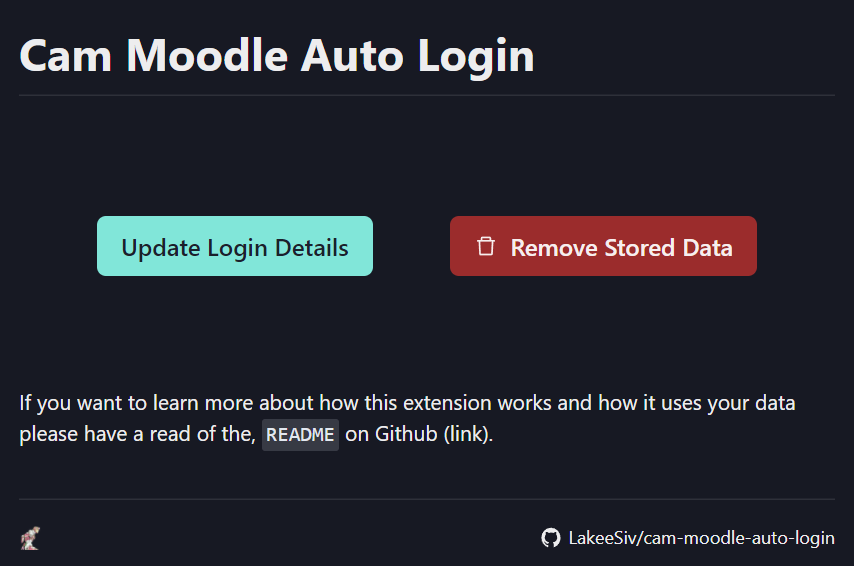 Cam Moodle Auto Login
Update Login Details
Remove Stored Data
If you want to learn more about how this extension works and how it uses your data
please have a read of the, README on Github (link).
LakeeSiv/cam-moodle-auto-login